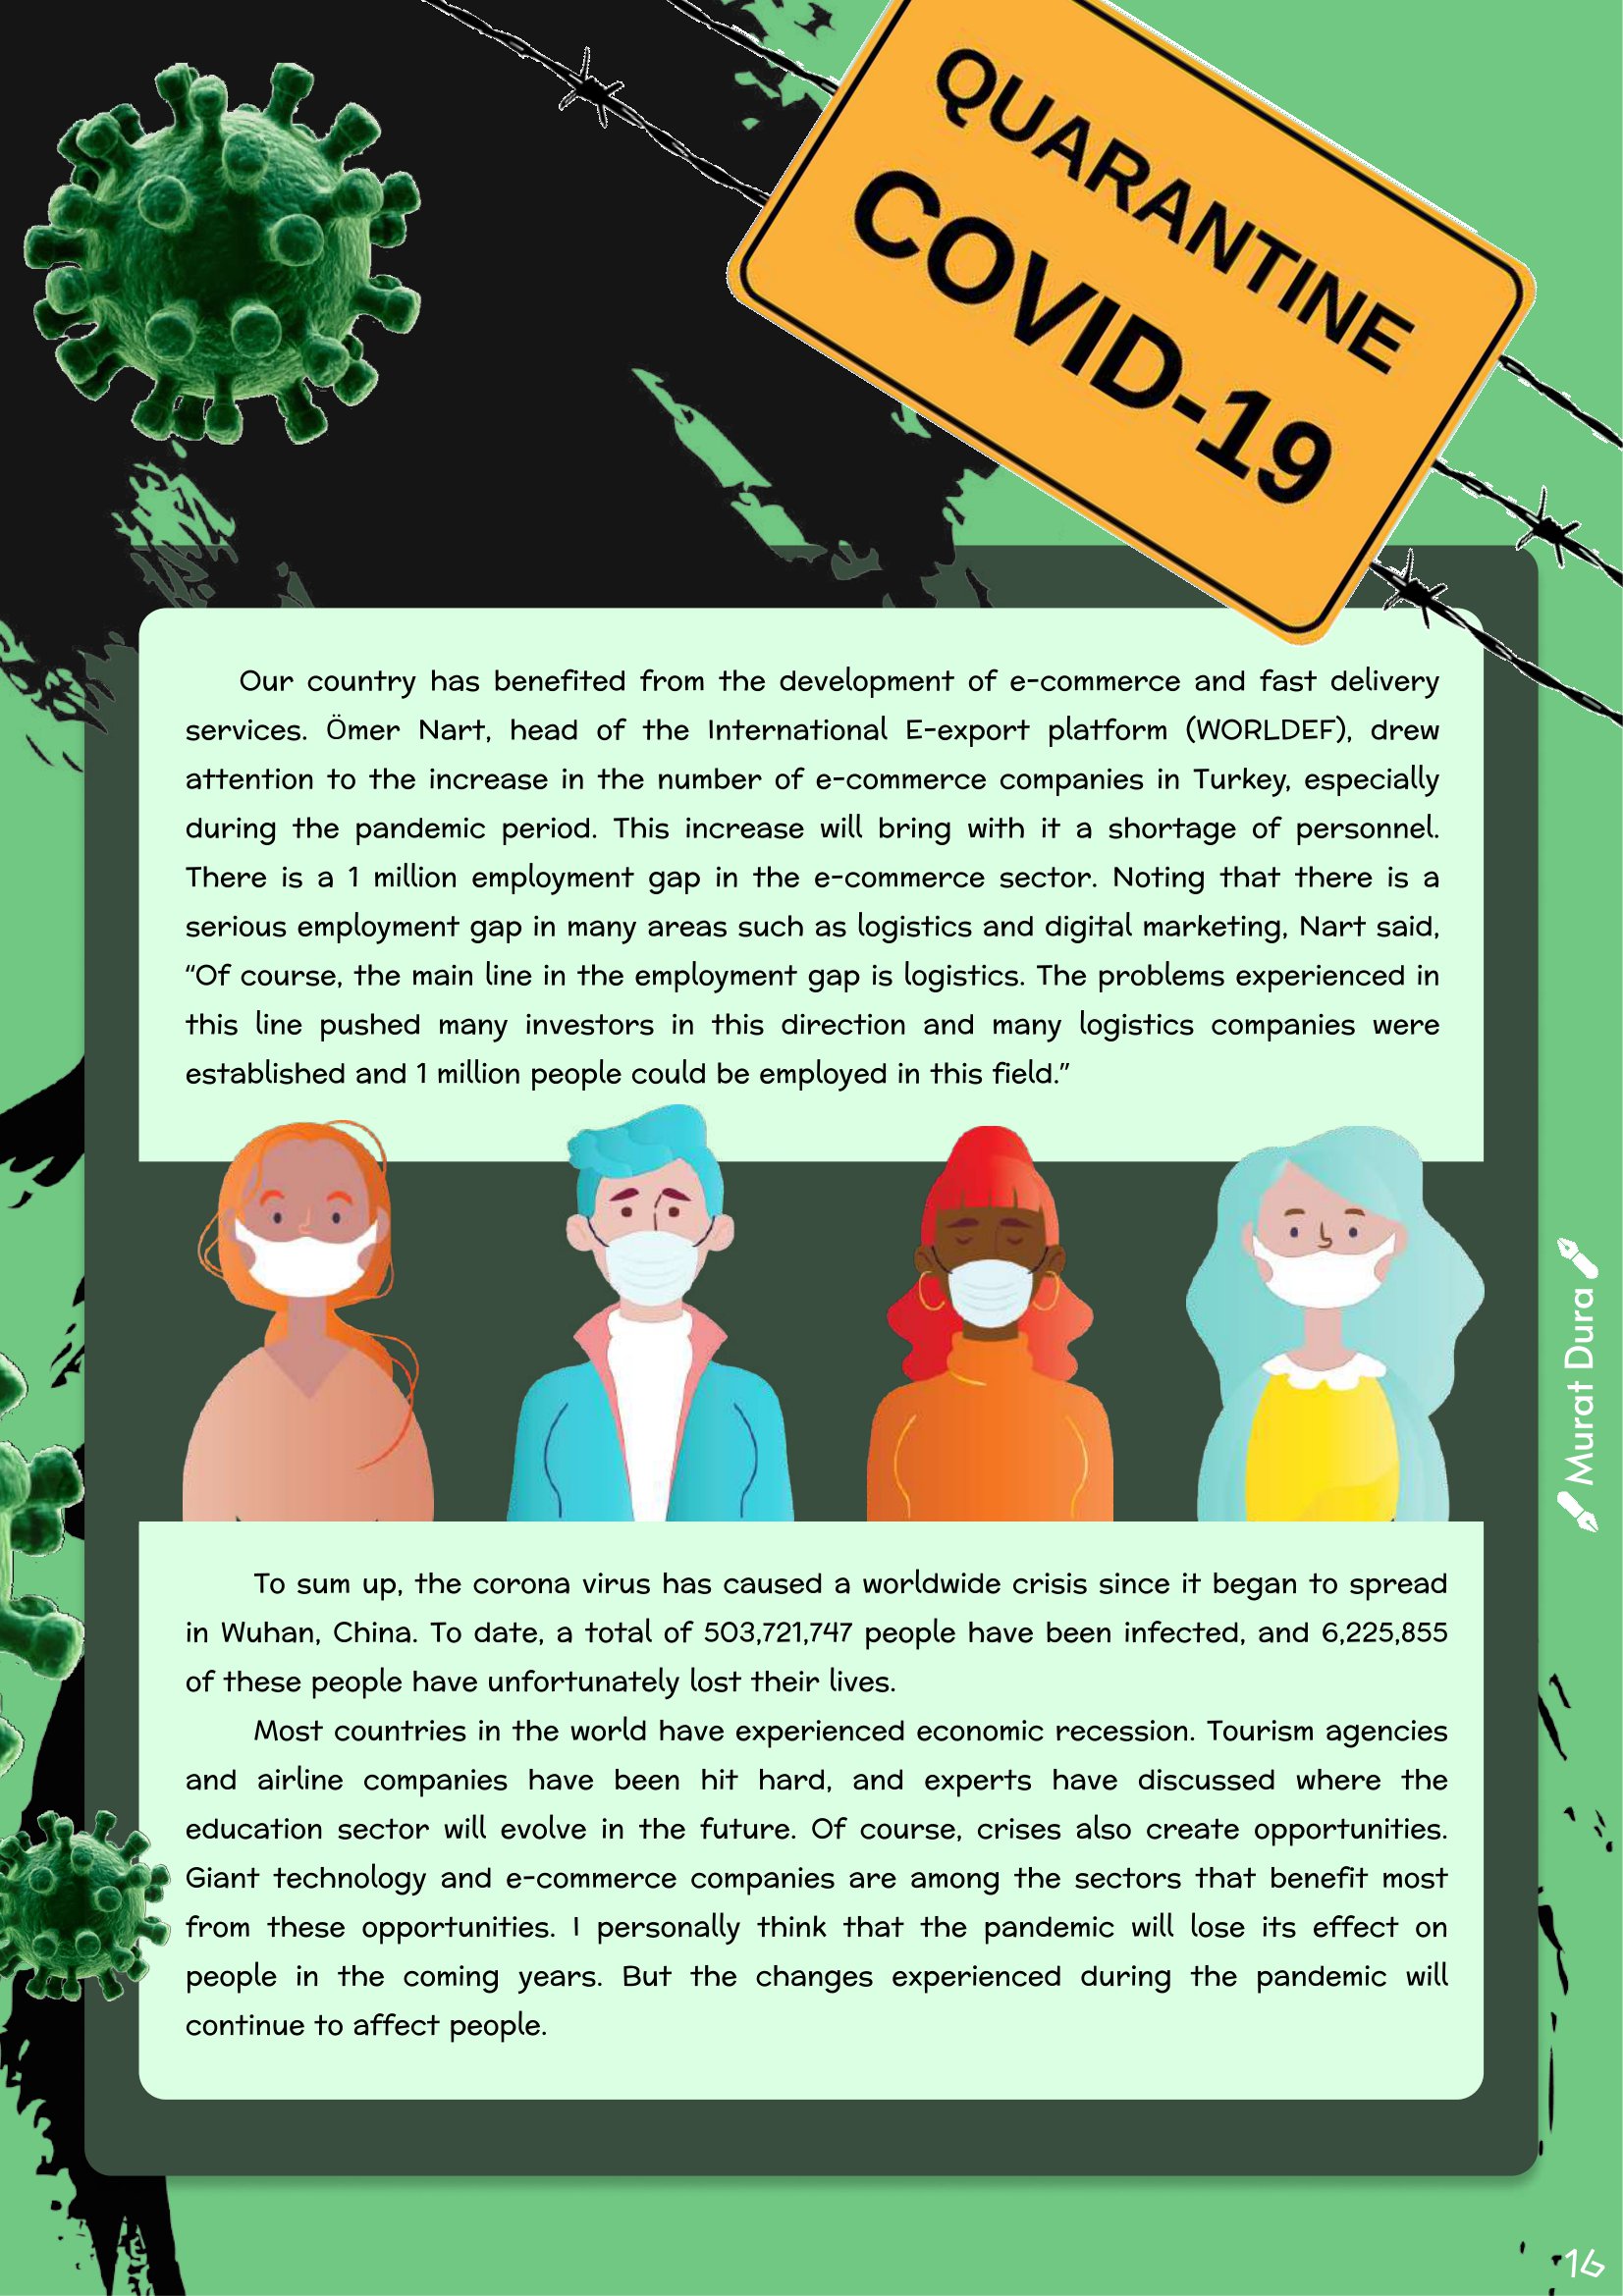 QUARANTINE
COVID-19
Our country has benefited from the development of e-commerce and fast delivery
services. Ömer Nart, head of the International E-export platform (WORLDEF), drew
attention to the increase in the number of e-commerce companies in Turkey, especially
during the pandemic period. This increase will bring with it a shortage of personnel.
There is a 1 million employment gap in the e-commerce sector. Noting that there is a
serious employment gap in many areas such as logistics and digital marketing, Nart said,
“Of course, the main line in the employment gap is logistics. The problems experienced in
this line pushed many investors in this direction and many logistics companies were
established and 1 million people could be employed in this field.”
Murat Dura
To sum up, the corona virus has caused a worldwide crisis since it began to spread
in Wuhan, China. To date, a total of 503,721,747 people have been infected, and 6,225,855
of these people have unfortunately lost their lives.
Most countries in the world have experienced economic recession. Tourism agencies
and airline companies have been hit hard, and experts have discussed where the
education sector will evolve in the future. Of course, crises also create opportunities.
Giant technology and e-commerce companies are among the sectors that benefit most
from these opportunities. I personally think that the pandemic will lose its effect on
people in the coming years. But the changes experienced during the pandemic will
continue to affect people.
16